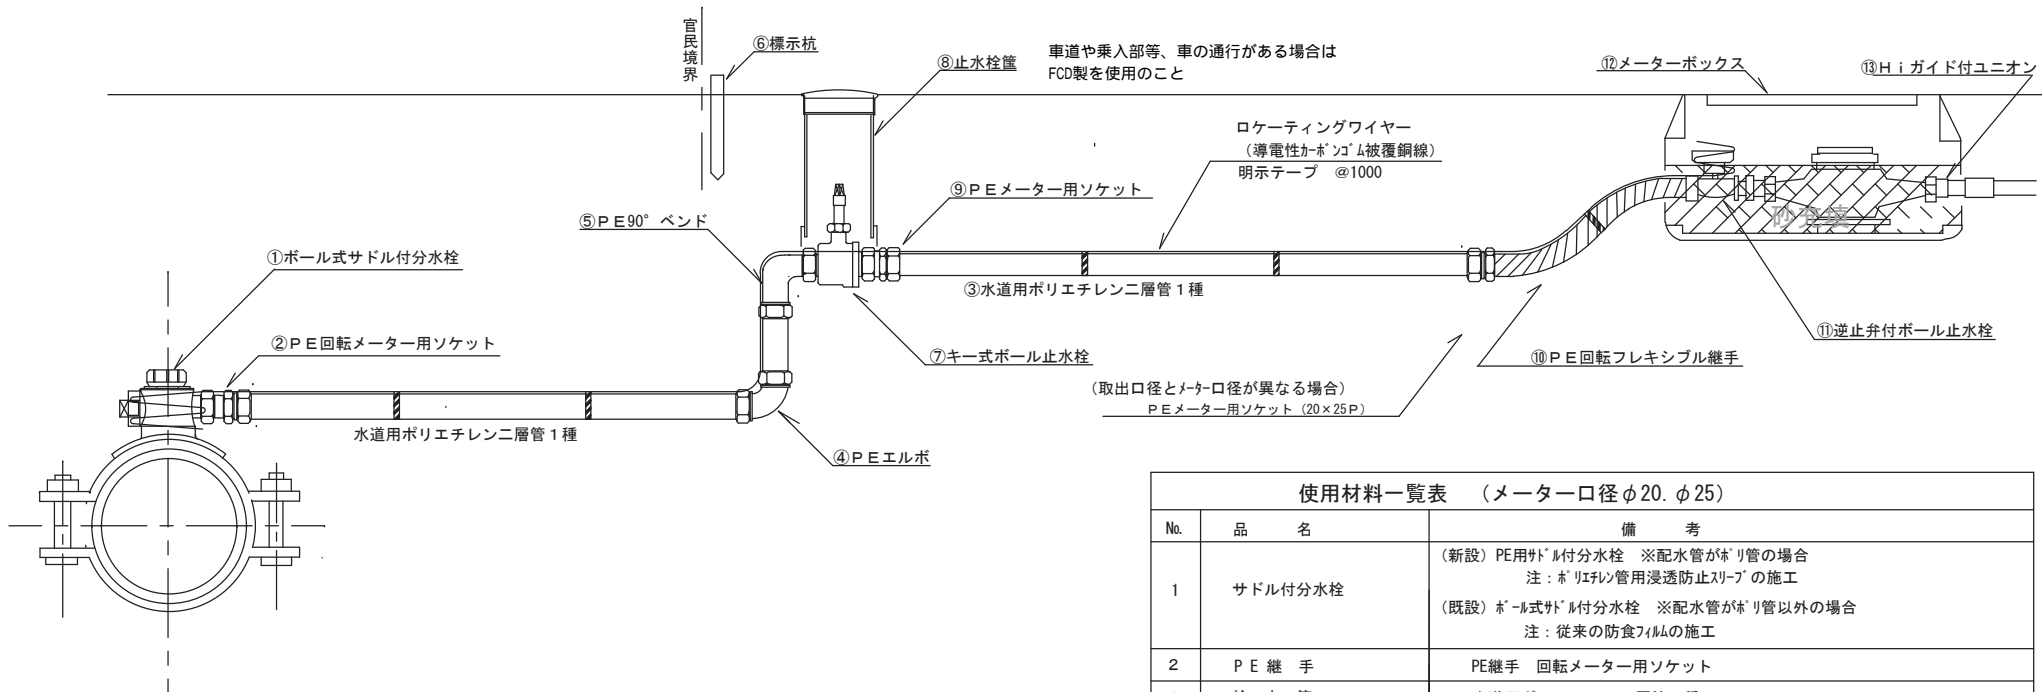 官民境界
⑥標示杭
⑧止水栓筐
車道や乗入部等、車の通行がある場合は
FCD製を使用のこと
⑫メーターボックス
⑬Hiガイド付ユニオン
ロケーティングワイヤー
(導電性ｶｰﾎﾞﾝｺﾞﾑ被覆銅線)
明示テープ @1000
⑨PEメーター用ソケット
⑤PE90°ベンド
砂充填
①ボール式サドル付分水栓
③水道用ポリエチレン二層管1種
⑪逆止弁付ボール止水栓
②PE回転メーター用ソケット
⑦キー式ボール止水栓
⑩PE回転フレキシブル継手
(取出口径とﾒｰﾀｰ口径が異なる場合)
PEメーター用ソケット (20×25P)
水道用ポリエチレン二層管1種
④PEエルボ
使用材料一覧表 (メーター口径φ20. φ25)
№ 品名 備考
1 サドル付分水栓
(新設) PE用ｻﾄﾞﾙ付分水栓 ※配水管がﾎﾟﾘ管の場合
注：ﾎﾟﾘｴﾁﾚﾝ管用浸透防止ｽﾘｰﾌﾞの施工
(既設) ﾎﾞｰﾙ式ｻﾄﾞﾙ付分水栓 ※配水管がﾎﾟﾘ管以外の場合
注：従来の防食ﾌｨﾙﾑの施工
2 PE継手 PE継手 回転メーター用ソケット